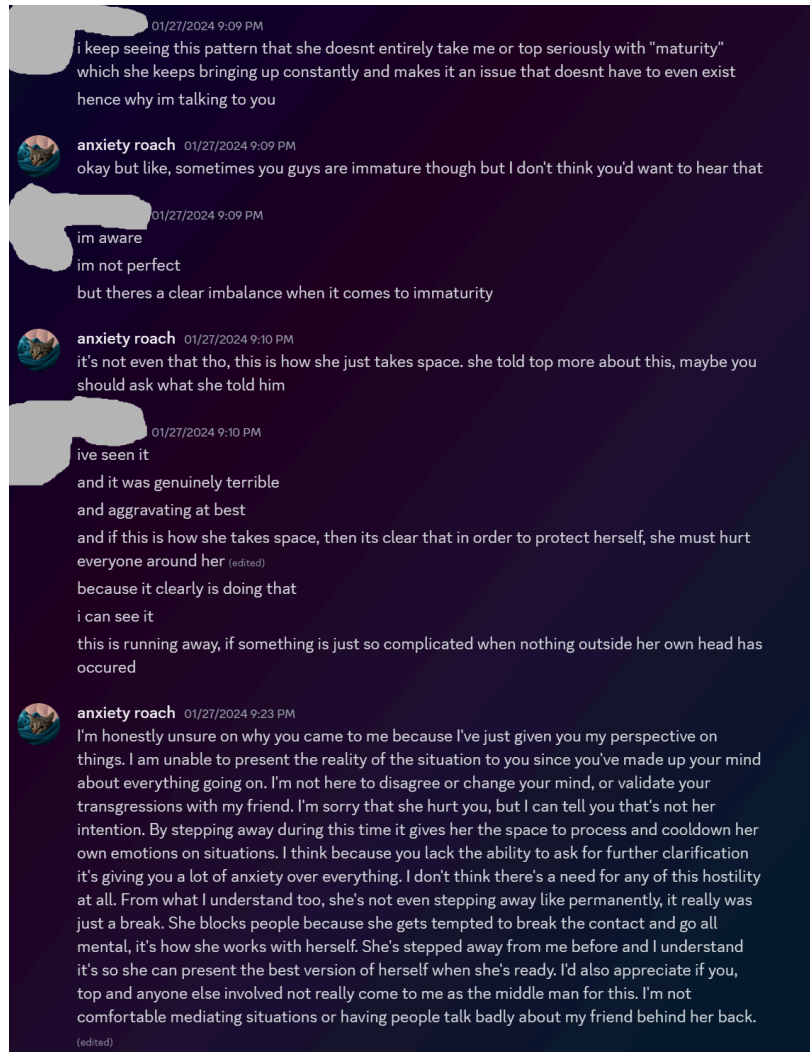 01/27/2024 9:09 PM
i keep seeing this pattern that she doesnt entirely take me or top seriously with "maturity"
which she keeps bringing up constantly and makes it an issue that doesnt have to even exist
hence why im talking to you
anxiety roach 01/27/2024 9:09 PM
okay but like, sometimes you guys are immature though but I don't think you'd want to hear that
01/27/2024 9:09 PM
im aware
im not perfect
but theres a clear imbalance when it comes to immaturity
anxiety roach 01/27/2024 9:10 PM
it's not even that tho, this is how she just takes space. she told top more about this, maybe you
should ask what she told him
01/27/2024 9:10 PM
ive seen it
and it was genuinely terrible
and aggravating at best
and if this is how she takes space, then its clear that in order to protect herself, she must hurt
everyone around her (edited)
because it clearly is doing that
i can see it
this is running away, if something is just so complicated when nothing outside her own head has
occured
anxiety roach 01/27/2024 9:23 PM
I'm honestly unsure on why you came to me because I've just given you my perspective on
things. I am unable to present the reality of the situation to you since you've made up your mind
about everything going on. I'm not here to disagree or change your mind, or validate your
transgressions with my friend. I'm sorry that she hurt you, but I can tell you that's not her
intention. By stepping away during this time it gives her the space to process and cooldown her
own emotions on situations. I think because you lack the ability to ask for further clarification
it's giving you a lot of anxiety over everything. I don't think there's a need for any of this hostility
at all. From what I understand too, she's not even stepping away like permanently, it really was
just a break. She blocks people because she gets tempted to break the contact and go all
mental, it's how she works with herself. She's stepped away from me before and I understand
it's so she can present the best version of herself when she's ready. I'd also appreciate if you,
top and anyone else involved not really come to me as the middle man for this. I'm not
comfortable mediating situations or having people talk badly about my friend behind her back.
(edited)